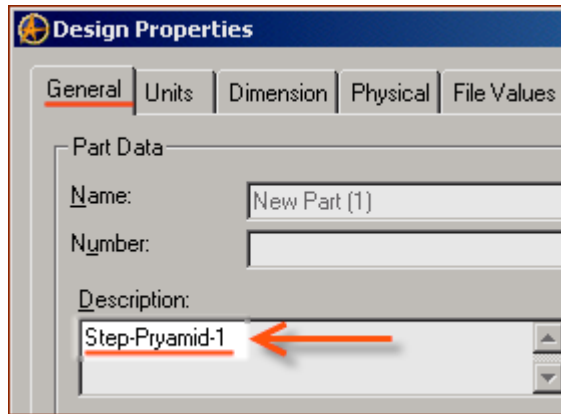 Design Properties
General Units Dimension Physical File Values
Part Data
Name: New Part (1)
Number:
Description:
Step-Pryamid-1